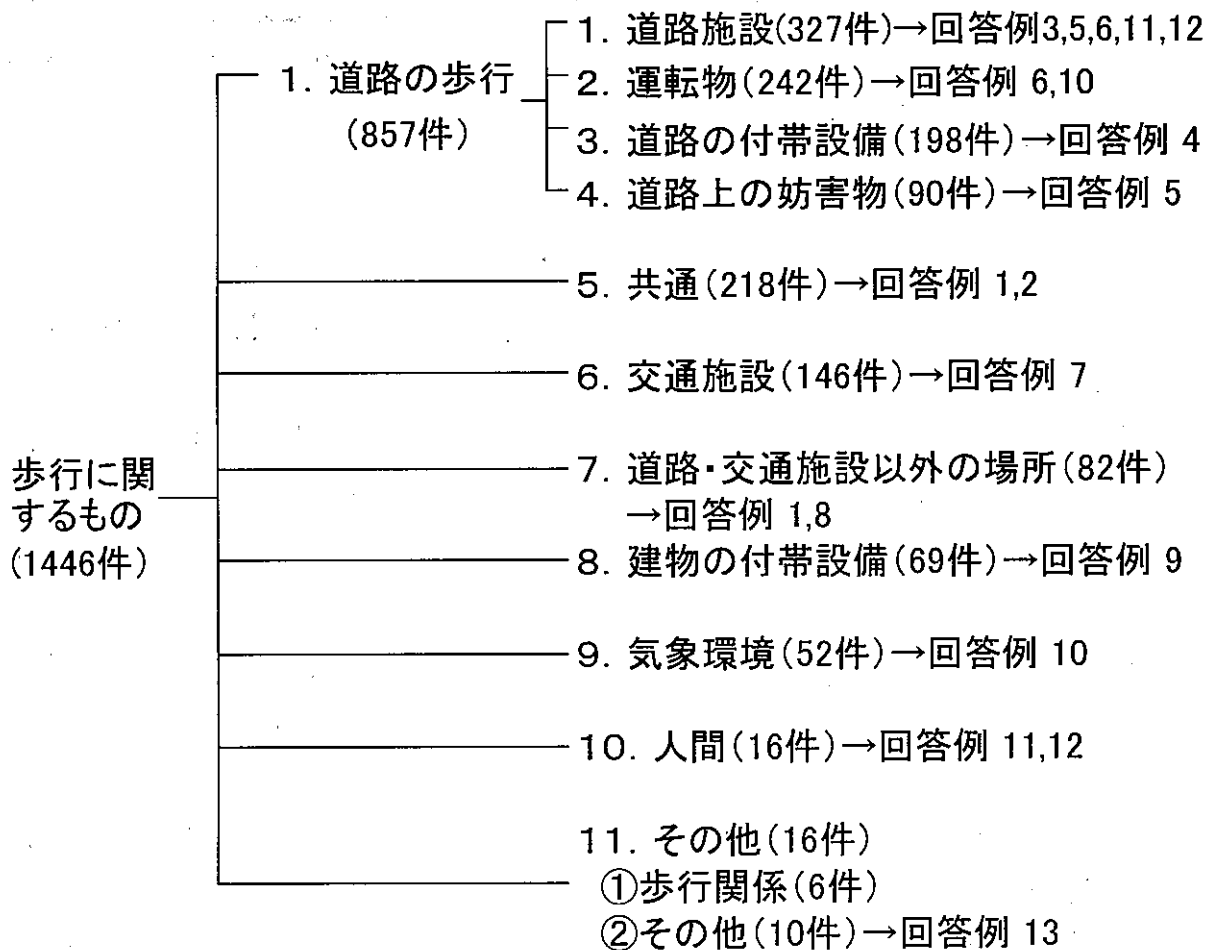 1. 道路の歩行
(857件)
1. 道路施設(327件)→回答例3,5,6,11,12
2. 運転物(242件)→回答例 6,10
3. 道路の付帯設備(198件)→回答例 4
4. 道路上の妨害物(90件)→回答例 5
5. 共通(218件)→回答例 1,2
6. 交通施設(146件)→回答例 7
歩行に関
するもの
(1446件)
7. 道路・交通施設以外の場所(82件)
→回答例 1,8
8. 建物の付帯設備(69件)→回答例 9
9. 気象環境(52件)→回答例 10
10. 人間(16件)→回答例 11,12
11. その他(16件)
①歩行関係(6件)
②その他(10件)→回答例 13